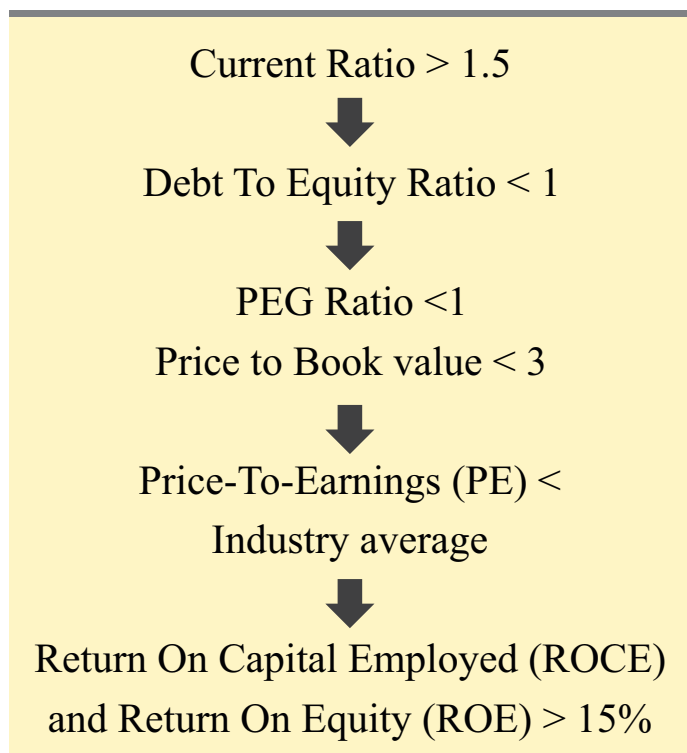 Current Ratio > 1.5
Debt To Equity Ratio < 1
PEG Ratio <1
Price to Book value < 3
Price-To-Earnings (PE) <
Industry average
Return On Capital Employed (ROCE)
and Return On Equity (ROE) > 15%